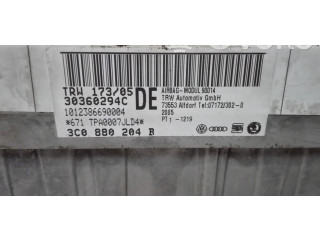 TRW 173/05
30360294C
DE
1012386690004
*671 TPA0007JLD4*
3C0 880 204 B
AIRBAG-MODUL 90014
TRW Automotiv GmbH
73553 Alfdorf Tel:07172/302-0
2005
PT1 -1219